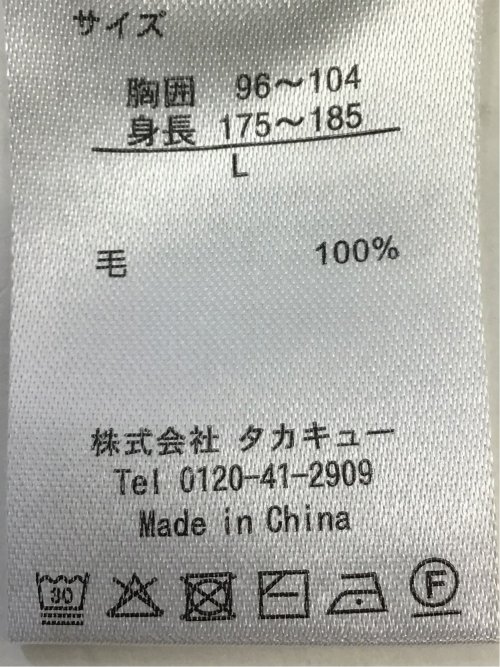 サイズ
胸囲 96～104
身長 175～185
L
毛 100%
株式会社 タカキュー
Tel 0120-41-2909
Made in China
30 F